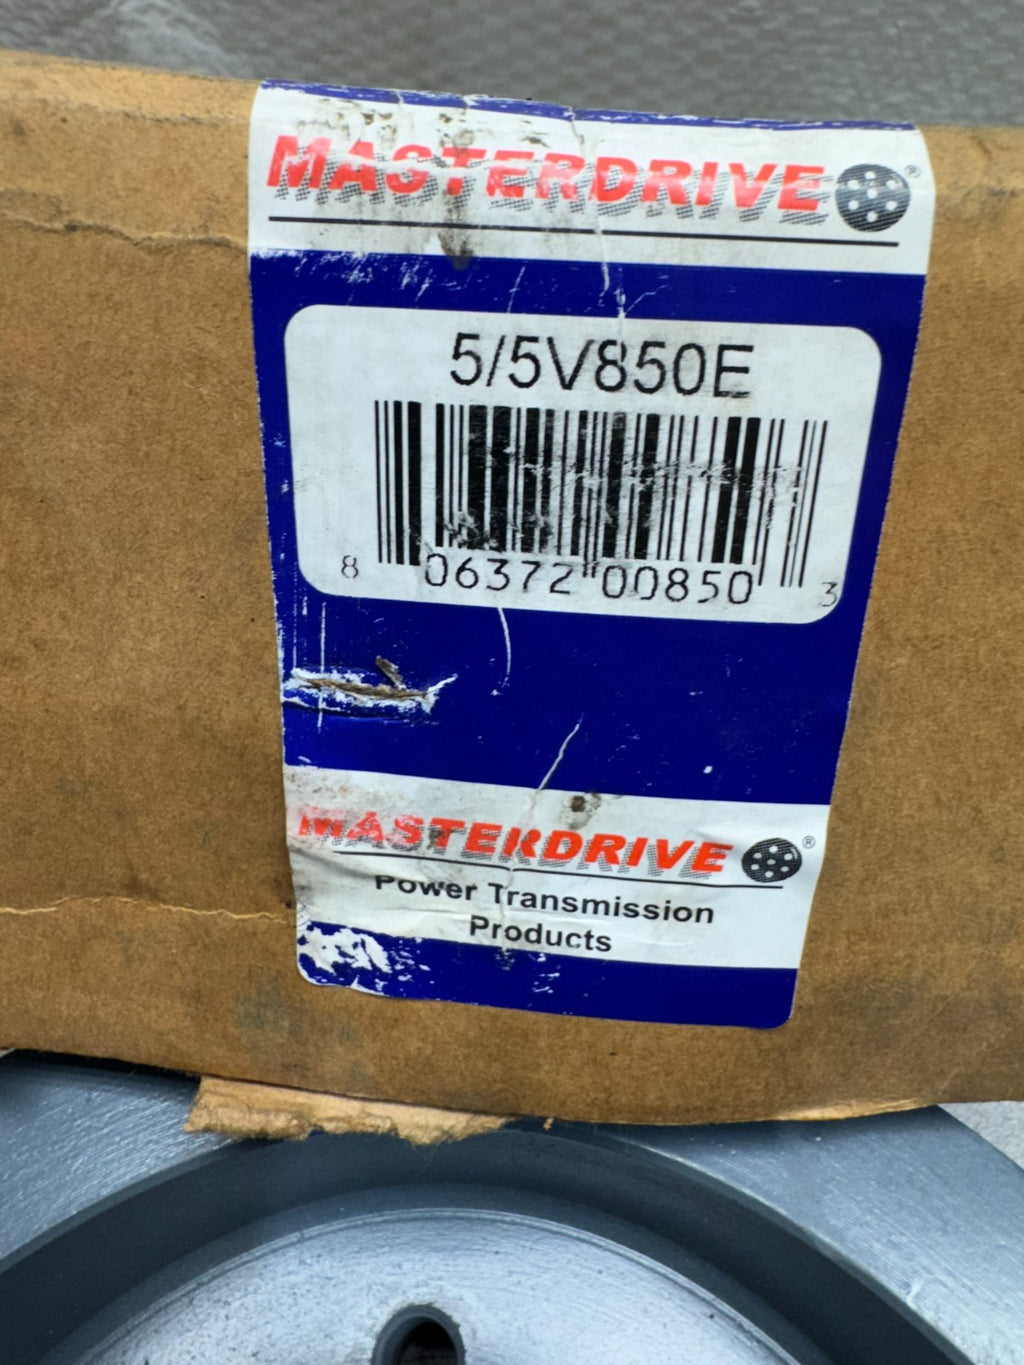 MASTERDRIVE®
5/5V850E
8 06372 00850 3
MASTERDRIVE®
Power Transmission
Products